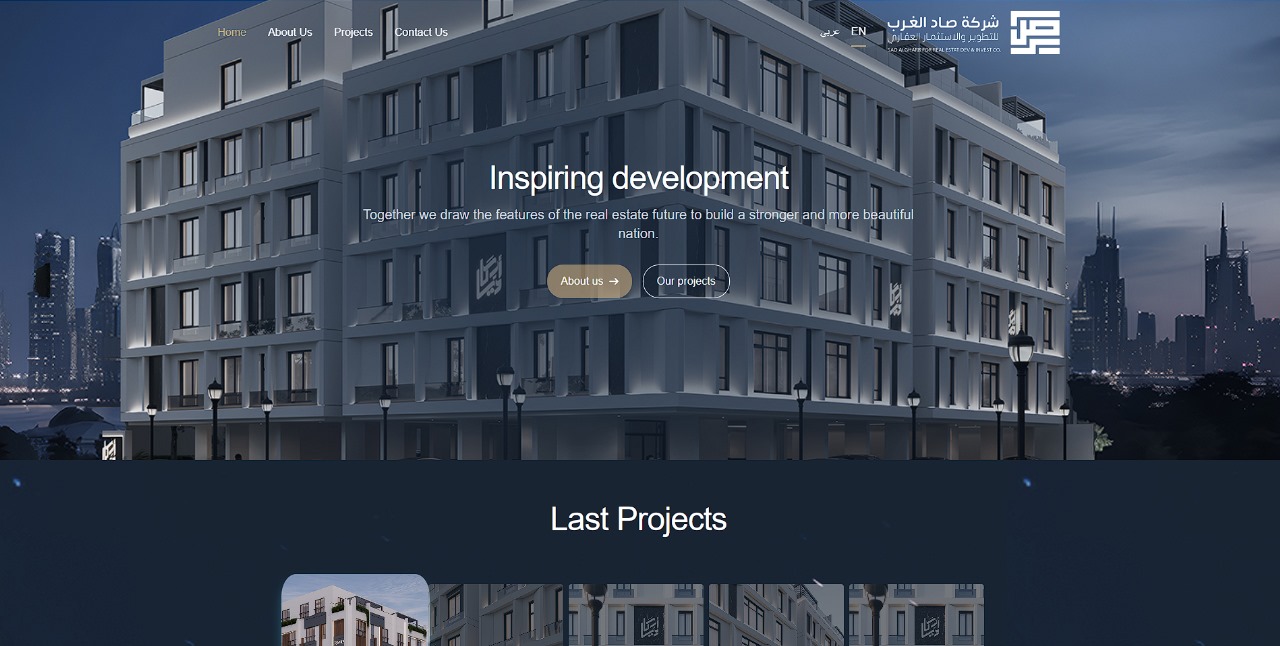 Home
About Us
Projects
Contact Us
عربى
EN
شركة صاد الغرب
للتطوير والاستثمار العقاري
SAD ALGHARB FOR REAL ESTATE DEV & INVEST CO.
Inspiring development
Together we draw the features of the real estate future to build a stronger and more beautiful
nation.
About us →
Our projects
Last Projects